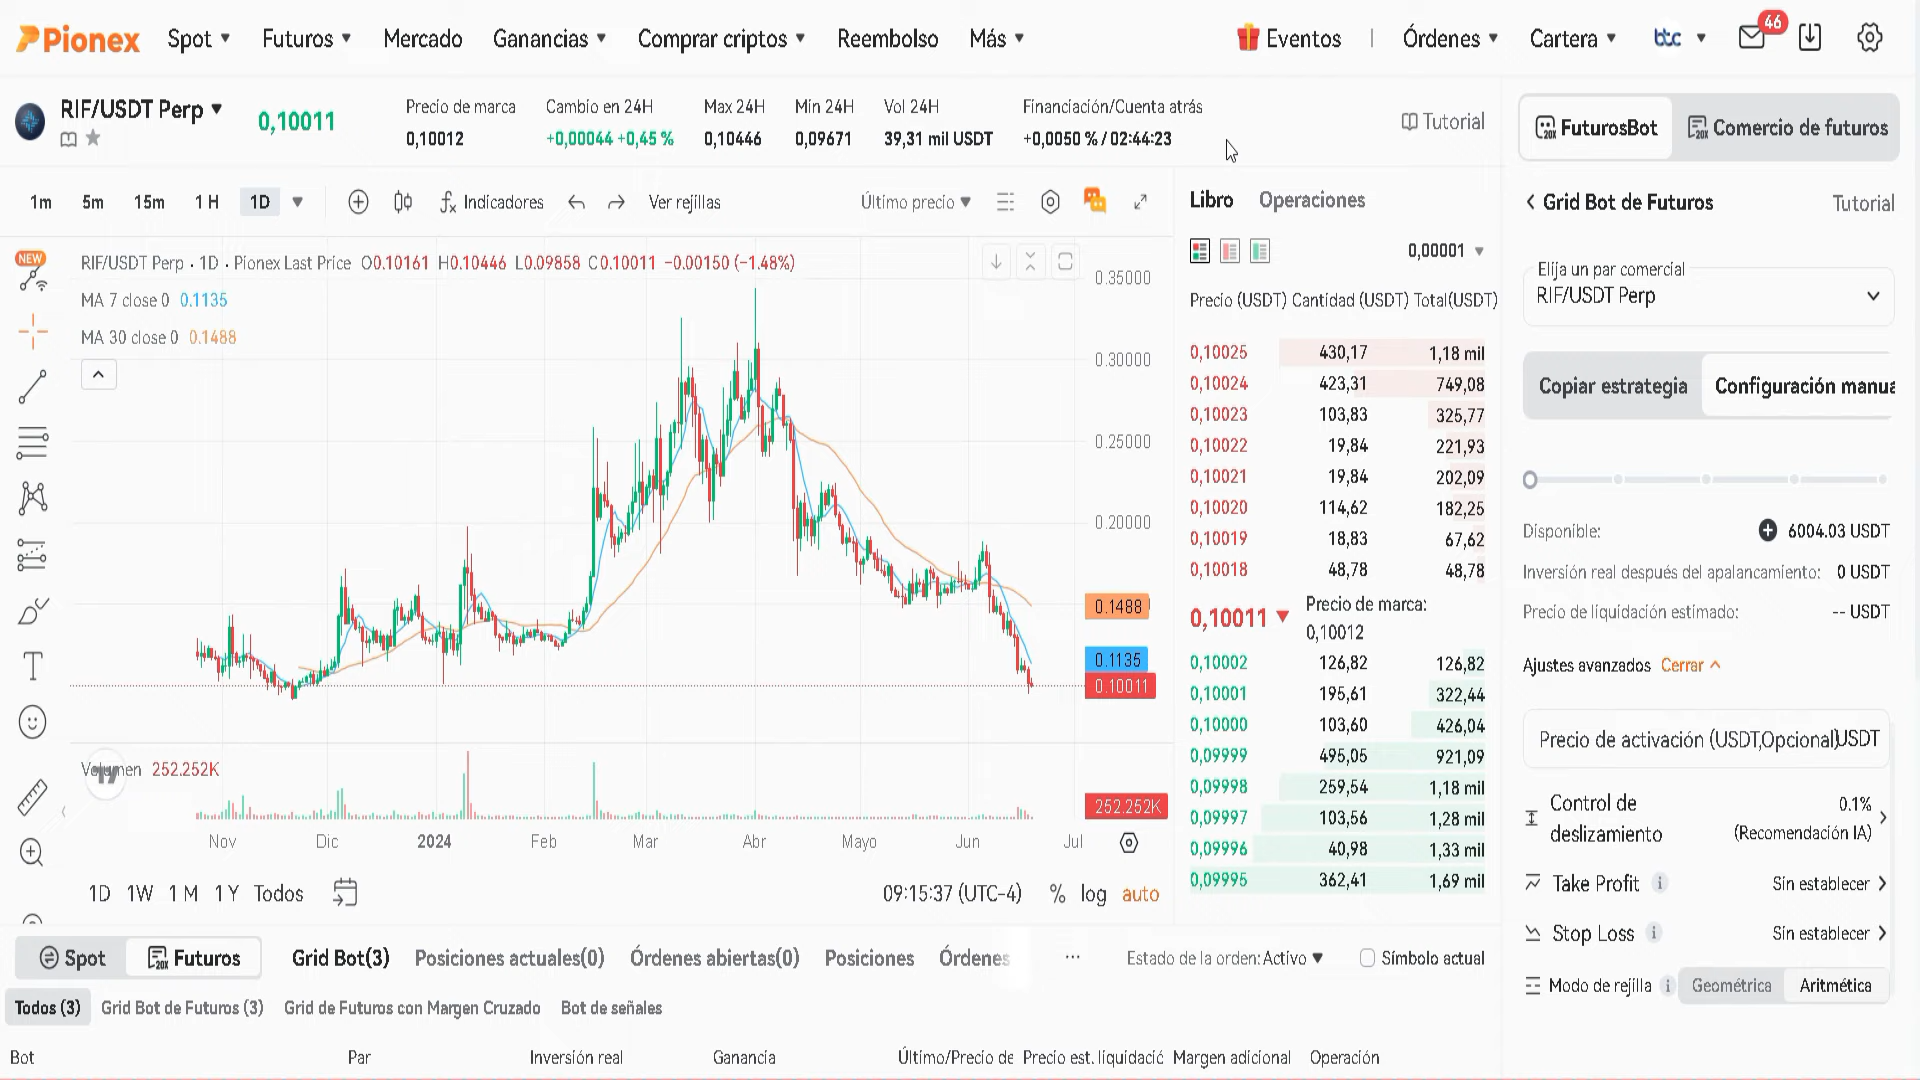 Pionex
Spot
Futuros
Mercado
Ganancias
Comprar criptos
Reembolso
Más
Eventos
Órdenes
Cartera
btc
46
RIF/USDT Perp
0,10011
Precio de marca
0,10012
Cambio en 24H
+0,00044 +0,45 %
Max 24H
0,10446
Min 24H
0,09671
Vol 24H
39,31 mil USDT
Financiación/Cuenta atrás
+0,0050 % / 02:44:23
Tutorial
FuturosBot
Comercio de futuros
1m 5m 15m 1 H 1D
Indicadores
Ver rejillas
Último precio
NEW
RIF/USDT Perp · 1D · Pionex Last Price O0.10161 H0.10446 L0.09858 C0.10011 −0.00150 (−1.48%)
MA 7 close 0 0.1135
MA 30 close 0 0.1488
0.35000
0.30000
0.25000
0.20000
0.1488
0.1135
0.10011
Volumen 252.252K
252.252K
Nov Dic 2024 Feb Mar Abr Mayo Jun Jul
1D 1W 1 M 1 Y Todos
09:15:37 (UTC-4) % log auto
Libro Operaciones
0,00001
Precio (USDT) Cantidad (USDT) Total(USDT)
0,10025 430,17 1,18 mil
0,10024 423,31 749,08
0,10023 103,83 325,77
0,10022 19,84 221,93
0,10021 19,84 202,09
0,10020 114,62 182,25
0,10019 18,83 67,62
0,10018 48,78 48,78
0,10011 Precio de marca:
0,10012
0,10002 126,82 126,82
0,10001 195,61 322,44
0,10000 103,60 426,04
0,09999 495,05 921,09
0,09998 259,54 1,18 mil
0,09997 103,56 1,28 mil
0,09996 40,98 1,33 mil
0,09995 362,41 1,69 mil
Grid Bot de Futuros Tutorial
Elija un par comercial
RIF/USDT Perp
Copiar estrategia Configuración manua
Disponible: 6004.03 USDT
Inversión real después del apalancamiento: 0 USDT
Precio de liquidación estimado: -- USDT
Ajustes avanzados Cerrar
Precio de activación (USDT,Opcional) USDT
Control de
deslizamiento
0.1%
(Recomendación IA)
Take Profit i Sin establecer
Stop Loss i Sin establecer
Modo de rejilla i Geométrica Aritmética
Spot 20X Futuros
Grid Bot(3) Posiciones actuales(0) Órdenes abiertas(0) Posiciones Órdenes ...
Estado de la orden:Activo Símbolo actual
Todos (3) Grid Bot de Futuros (3) Grid de Futuros con Margen Cruzado Bot de señales
Bot Par Inversión real Ganancia Último/Precio de Precio est. liquidació Margen adicional Operación